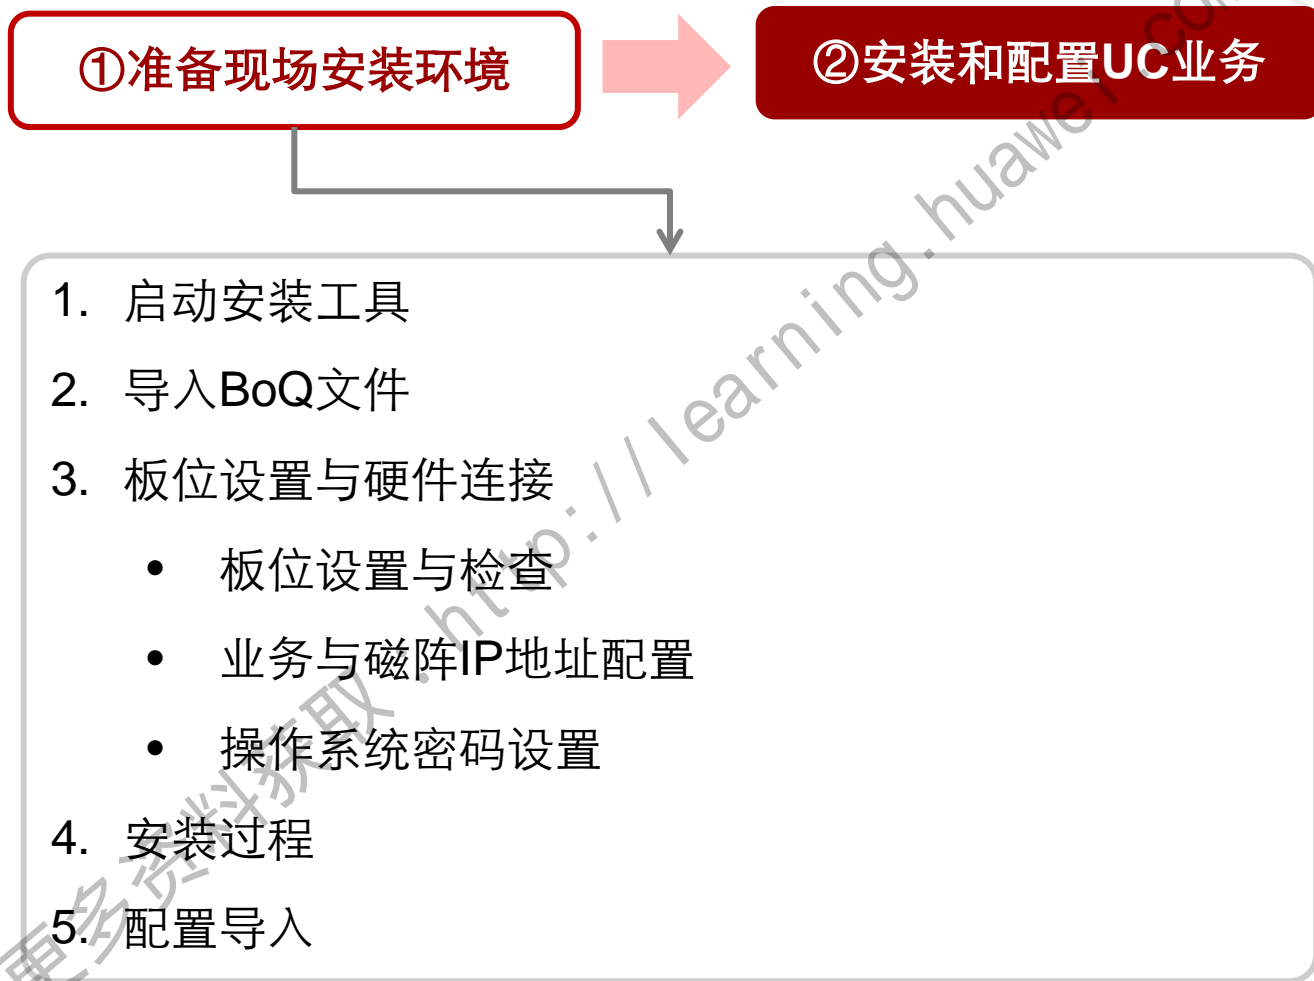 ①准备现场安装环境
②安装和配置UC业务
1. 启动安装工具
2. 导入BoQ文件
3. 板位设置与硬件连接
• 板位设置与检查
• 业务与磁阵IP地址配置
• 操作系统密码设置
4. 安装过程
5. 配置导入
更多资料获取：http://learning.huawei.com